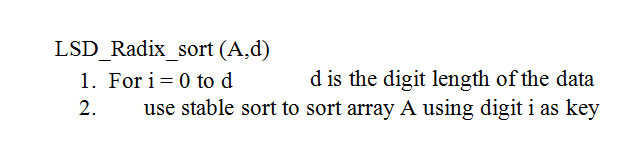 LSD_Radix_sort (A,d)
1. For i = 0 to d d is the digit length of the data
2. use stable sort to sort array A using digit i as key